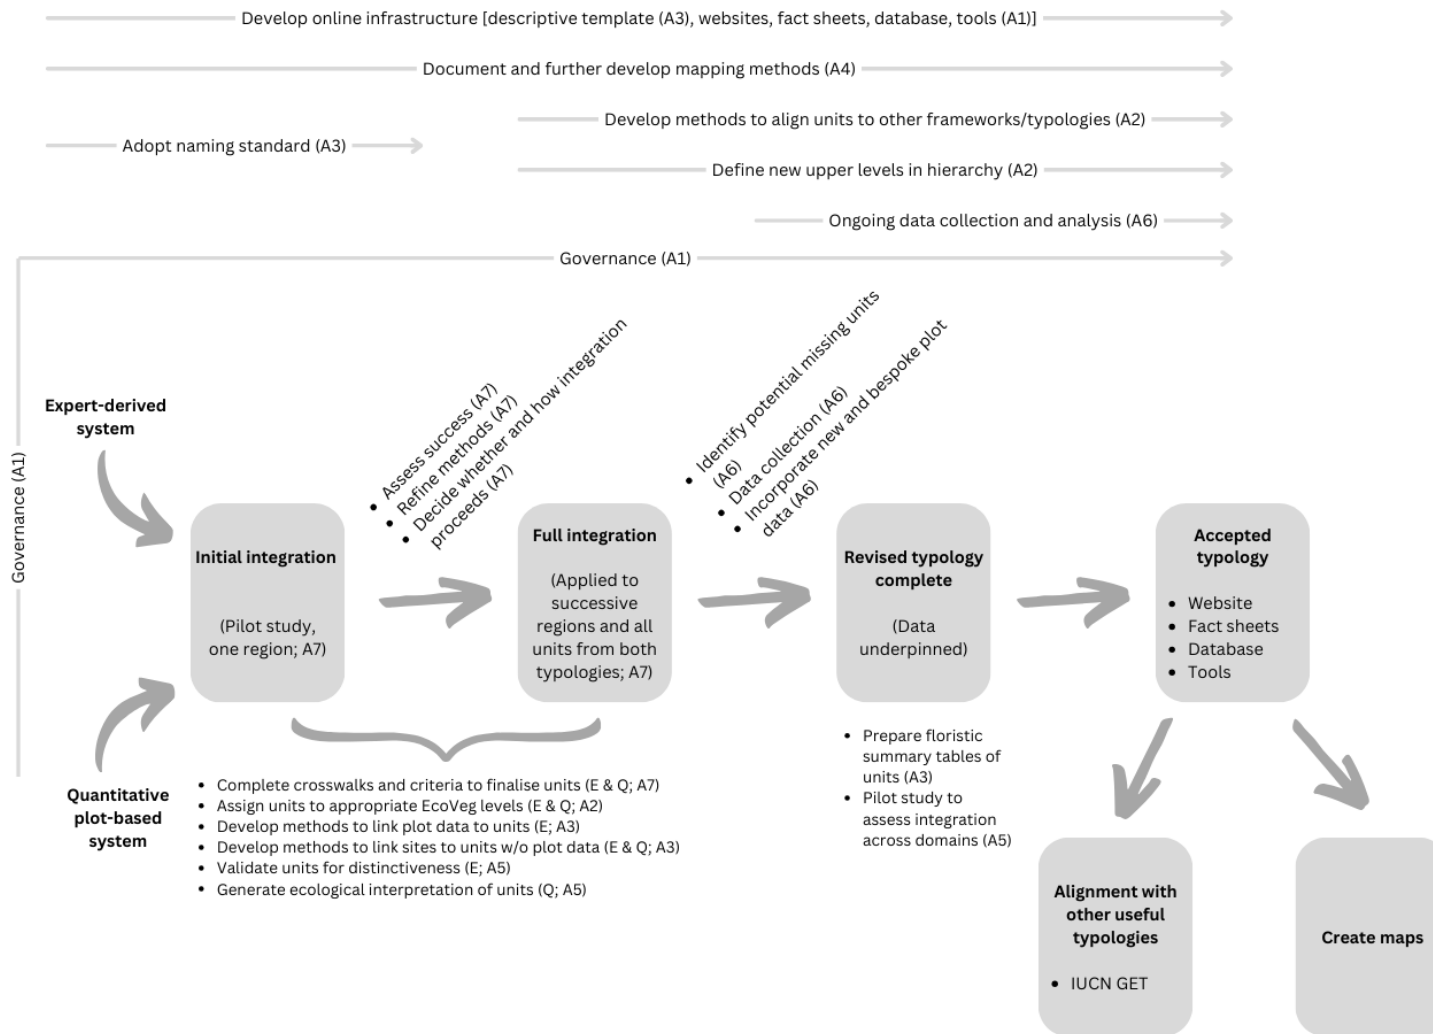 Develop online infrastructure [descriptive template (A3), websites, fact sheets, database, tools (A1)]
Document and further develop mapping methods (A4)
Develop methods to align units to other frameworks/typologies (A2)
Adopt naming standard (A3)
Define new upper levels in hierarchy (A2)
Ongoing data collection and analysis (A6)
Governance (A1)
Governance (A1)
Expert-derived
system
Quantitative
plot-based
system
Initial integration
(Pilot study,
one region; A7)
• Assess success (A7)
• Refine methods (A7)
• Decide whether and how integration
proceeds (A7)
Full integration
(Applied to
successive
regions and all
units from both
typologies; A7)
• Complete crosswalks and criteria to finalise units (E & Q; A7)
• Assign units to appropriate EcoVeg levels (E & Q; A2)
• Develop methods to link plot data to units (E; A3)
• Develop methods to link sites to units w/o plot data (E & Q; A3)
• Validate units for distinctiveness (E; A5)
• Generate ecological interpretation of units (Q; A5)
• Identify potential missing units
(A6)
• Data collection (A6)
• Incorporate new and bespoke plot
data (A6)
Revised typology
complete
(Data
underpinned)
• Prepare floristic
summary tables of
units (A3)
• Pilot study to
assess integration
across domains (A5)
Accepted
typology
• Website
• Fact sheets
• Database
• Tools
Alignment with
other useful
typologies
• IUCN GET
Create maps